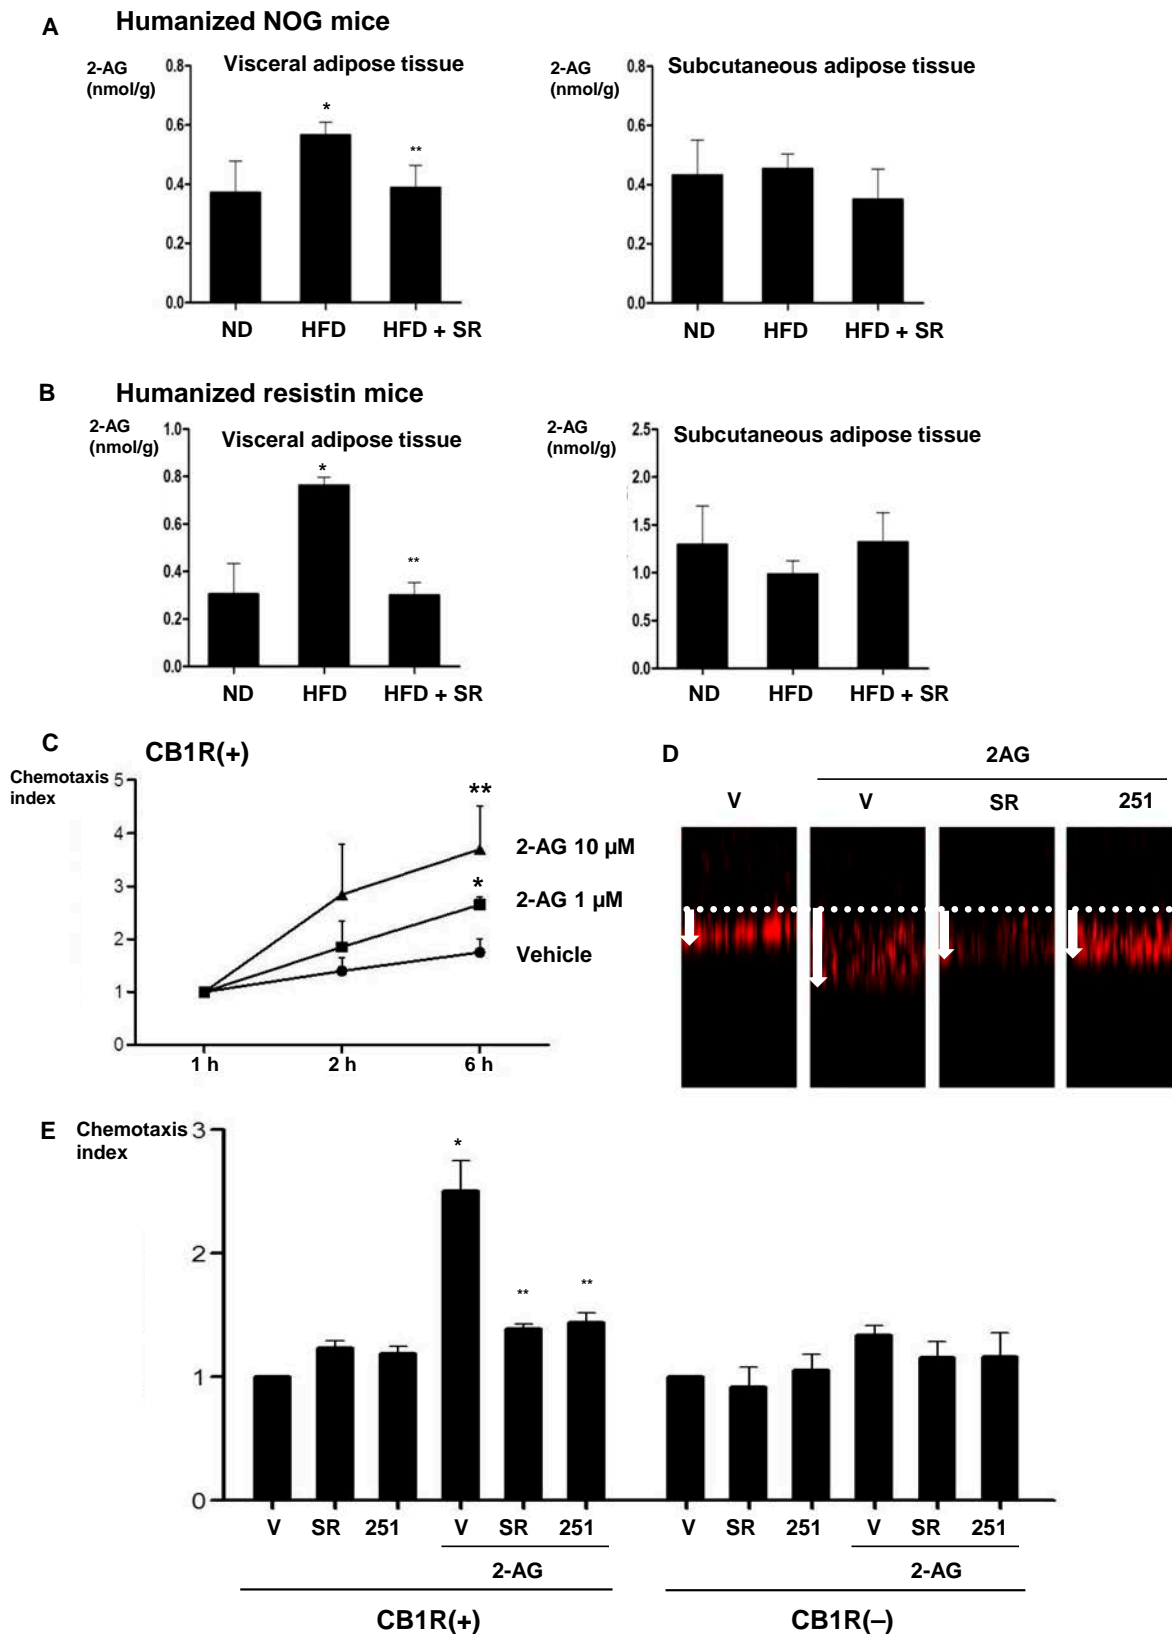 A
Humanized NOG mice
2-AG
(nmol/g)
Visceral adipose tissue
0.8
0.6
0.4
0.2
0.0
*
**
ND HFD HFD + SR
2-AG
(nmol/g)
Subcutaneous adipose tissue
0.8
0.6
0.4
0.2
0.0
ND HFD HFD + SR
B
Humanized resistin mice
2-AG
(nmol/g)
Visceral adipose tissue
1.0
0.8
0.6
0.4
0.2
0.0
*
**
ND HFD HFD + SR
2-AG
(nmol/g)
Subcutaneous adipose tissue
2.5
2.0
1.5
1.0
0.5
0.0
ND HFD HFD + SR
C
CB1R(+)
Chemotaxis
index
5
4
3
2
1
0
**
2-AG 10 µM
*
2-AG 1 µM
Vehicle
1 h 2 h 6 h
D
2AG
V V SR 251
E
Chemotaxis
index
3
2
1
0
*
**
**
V SR 251 V SR 251 V SR 251 V SR 251
2-AG 2-AG
CB1R(+) CB1R(–)